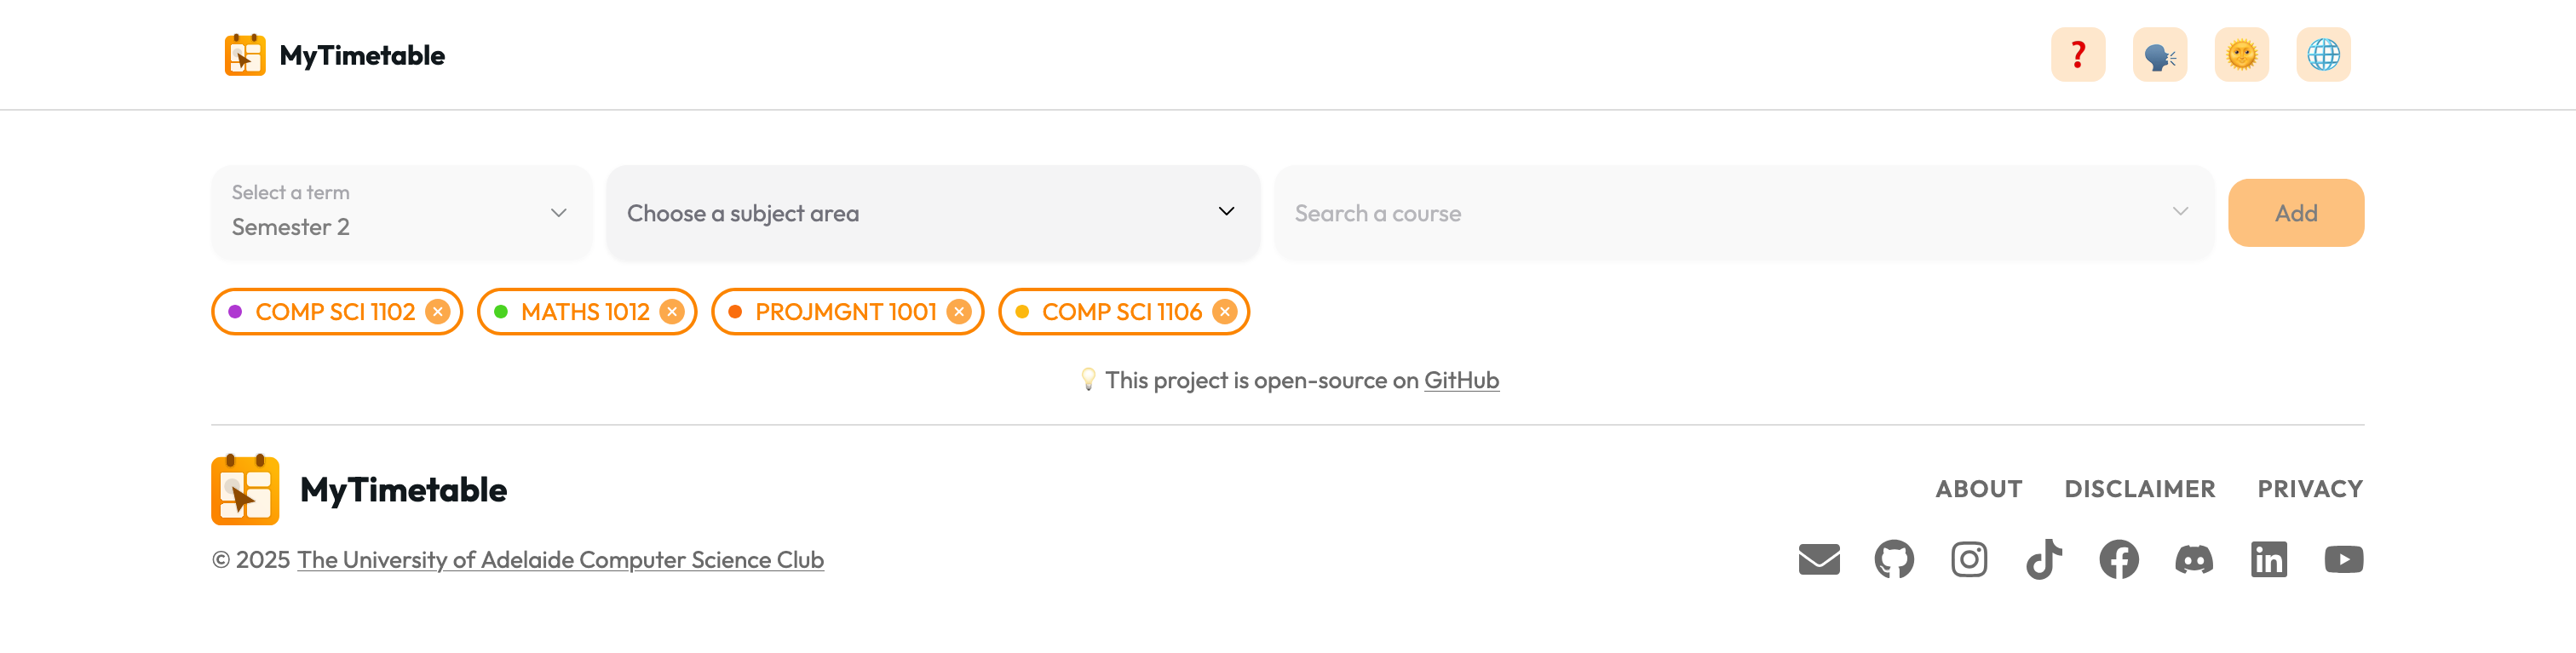 MyTimetable
Select a term
Semester 2
Choose a subject area
Search a course
Add
COMP SCI 1102
MATHS 1012
PROJMGNT 1001
COMP SCI 1106
This project is open-source on GitHub
MyTimetable
ABOUT DISCLAIMER PRIVACY
© 2025 The University of Adelaide Computer Science Club